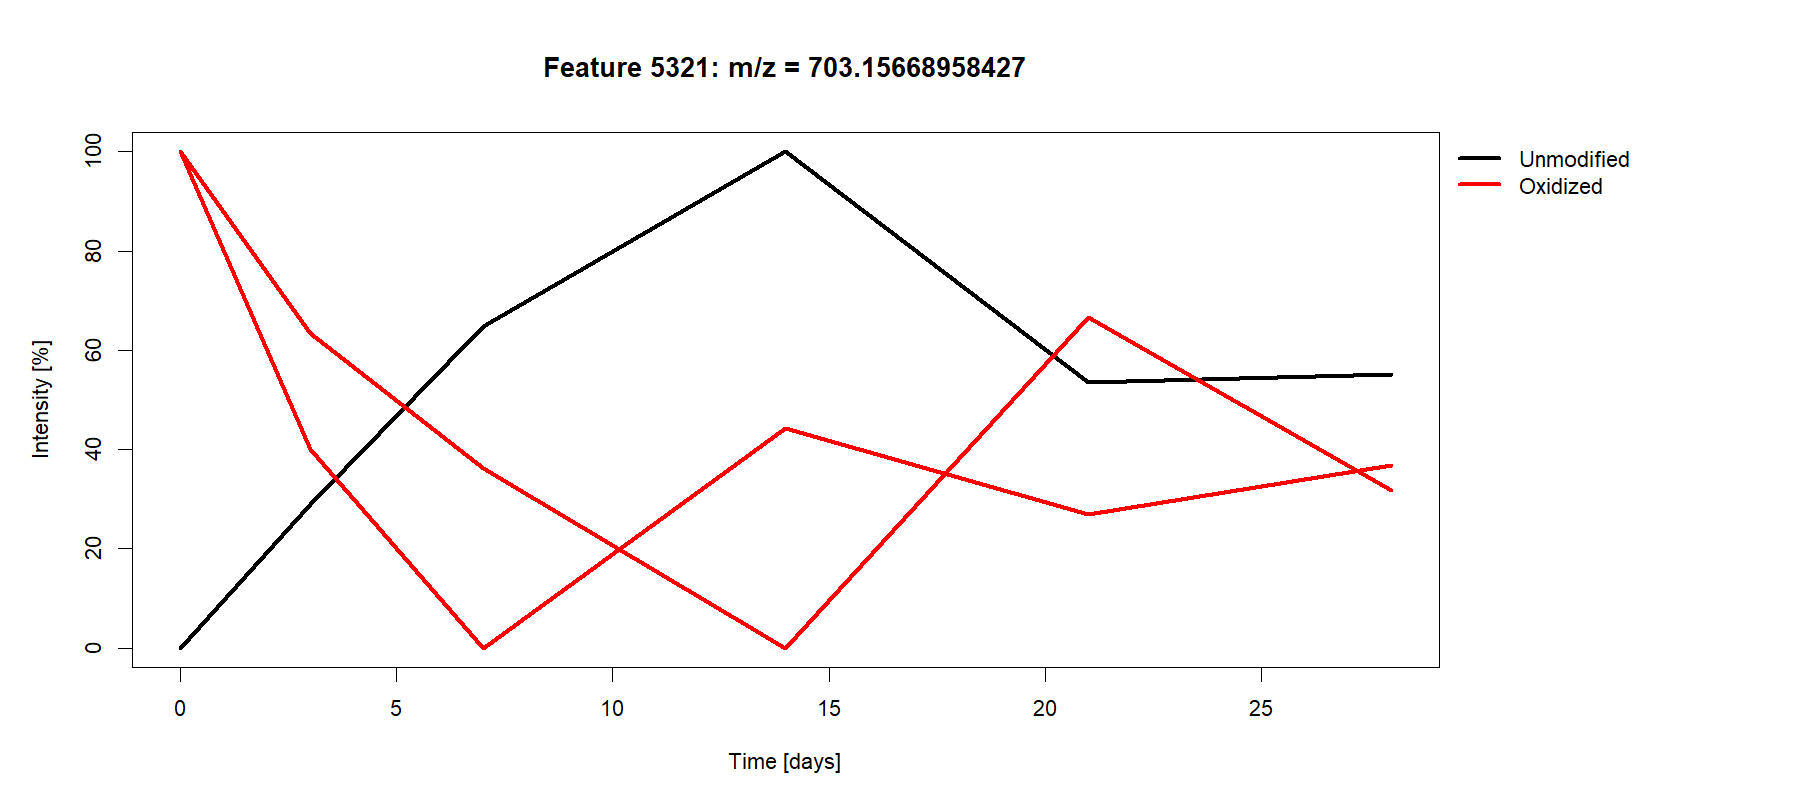 Feature 5321: m/z = 703.15668958427
Unmodified
Oxidized
Intensity [%]
100
80
60
40
20
0
0 5 10 15 20 25
Time [days]